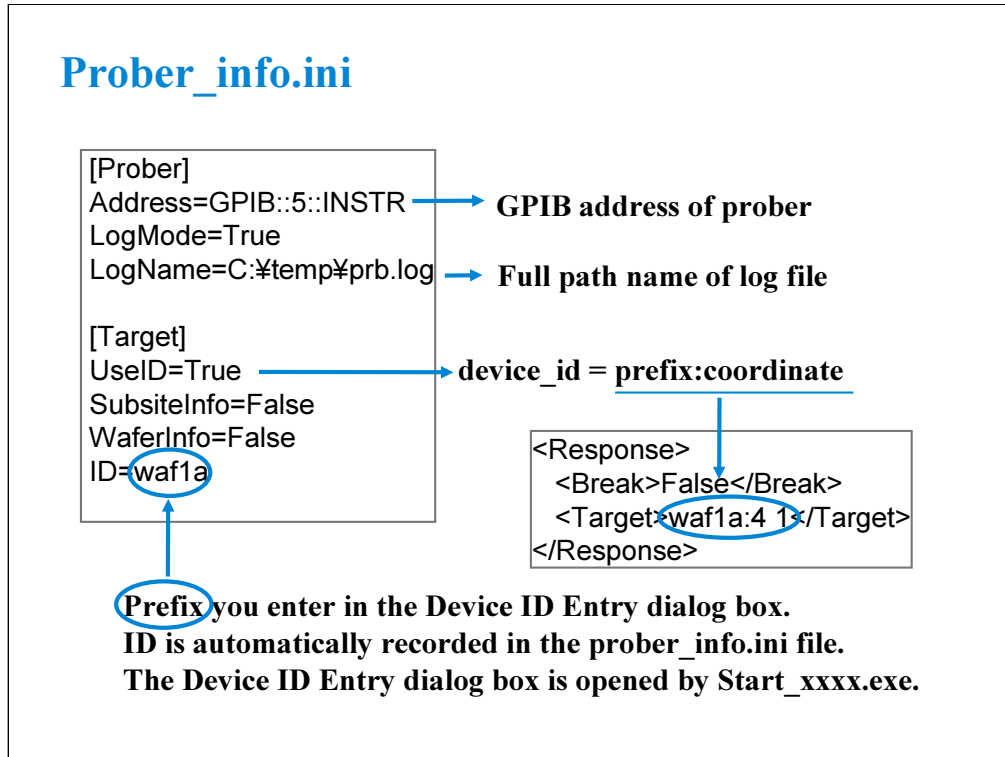 Prober_info.ini
[Prober]
Address=GPIB::5::INSTR
GPIB address of prober
LogMode=True
LogName=C:¥temp¥prb.log
Full path name of log file
[Target]
UseID=True
device_id = prefix:coordinate
SubsiteInfo=False
WaferInfo=False
ID=waf1a
<Response>
<Break>False</Break>
<Target>waf1a:4 1</Target>
</Response>
Prefix you enter in the Device ID Entry dialog box.
ID is automatically recorded in the prober_info.ini file.
The Device ID Entry dialog box is opened by Start_xxxx.exe.